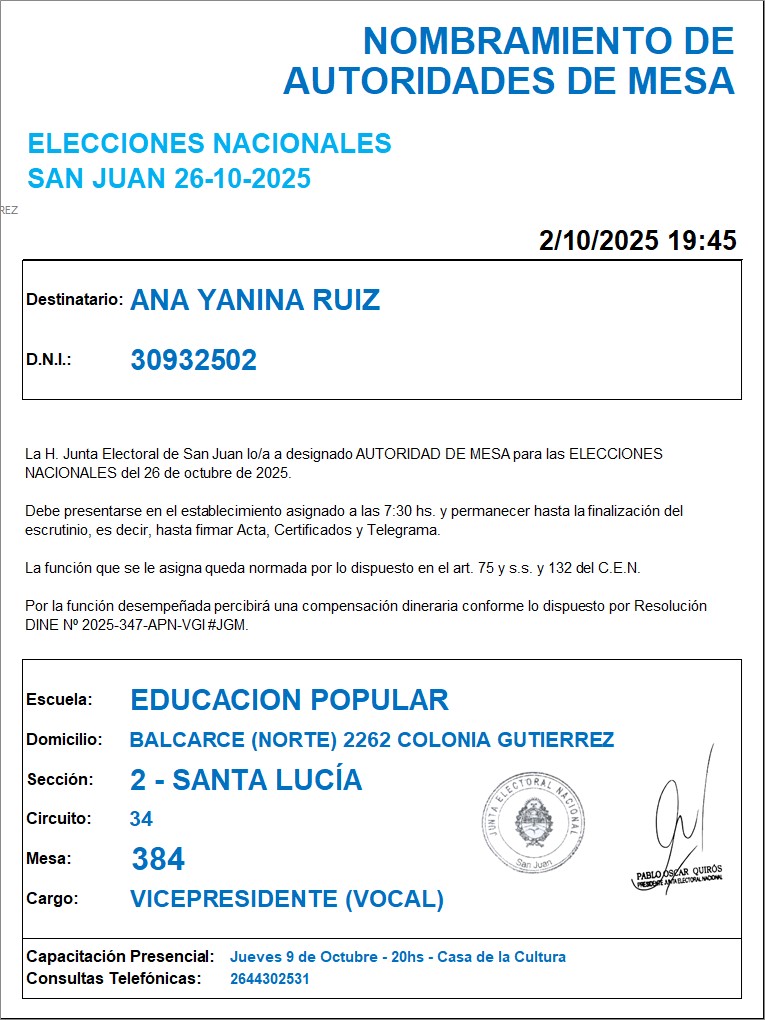 NOMBRAMIENTO DE
AUTORIDADES DE MESA
ELECCIONES NACIONALES
SAN JUAN 26-10-2025
REZ
2/10/2025 19:45
Destinatario: ANA YANINA RUIZ
D.N.I.: 30932502
La H. Junta Electoral de San Juan lo/a a designado AUTORIDAD DE MESA para las ELECCIONES
NACIONALES del 26 de octubre de 2025.
Debe presentarse en el establecimiento asignado a las 7:30 hs. y permanecer hasta la finalización del
escrutinio, es decir, hasta firmar Acta, Certificados y Telegrama.
La función que se le asigna queda normada por lo dispuesto en el art. 75 y s.s. y 132 del C.E.N.
Por la función desempeñada percibirá una compensación dineraria conforme lo dispuesto por Resolución
DINE Nº 2025-347-APN-VGI#JGM.
Escuela: EDUCACION POPULAR
Domicilio: BALCARCE (NORTE) 2262 COLONIA GUTIERREZ
Sección: 2 - SANTA LUCÍA
Circuito: 34
Mesa: 384
Cargo: VICEPRESIDENTE (VOCAL)
JUNTA ELECTORAL NACIONAL
San Juan
PABLO OSCAR QUIRÓS
PRESIDENTE JUNTA ELECTORAL NACIONAL
Capacitación Presencial: Jueves 9 de Octubre - 20hs - Casa de la Cultura
Consultas Telefónicas: 2644302531